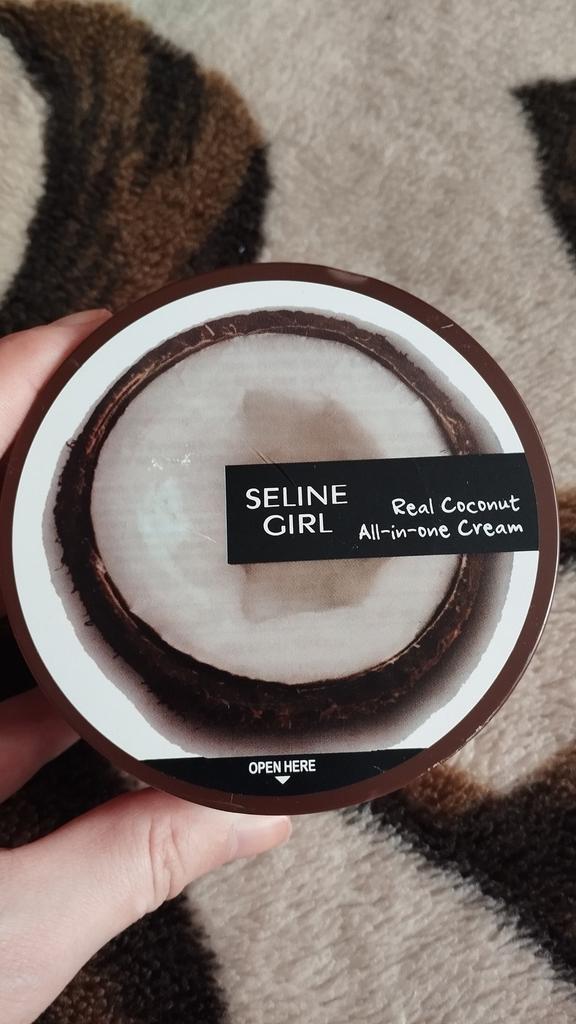 SELINE
GIRL
Real Coconut
All-in-one Cream
OPEN HERE